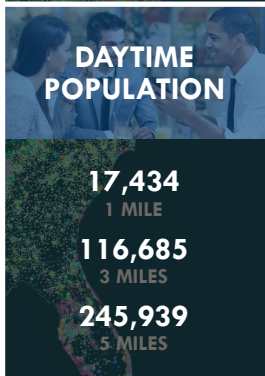 DAYTIME
POPULATION
17,434
1 MILE
116,685
3 MILES
245,939
5 MILES